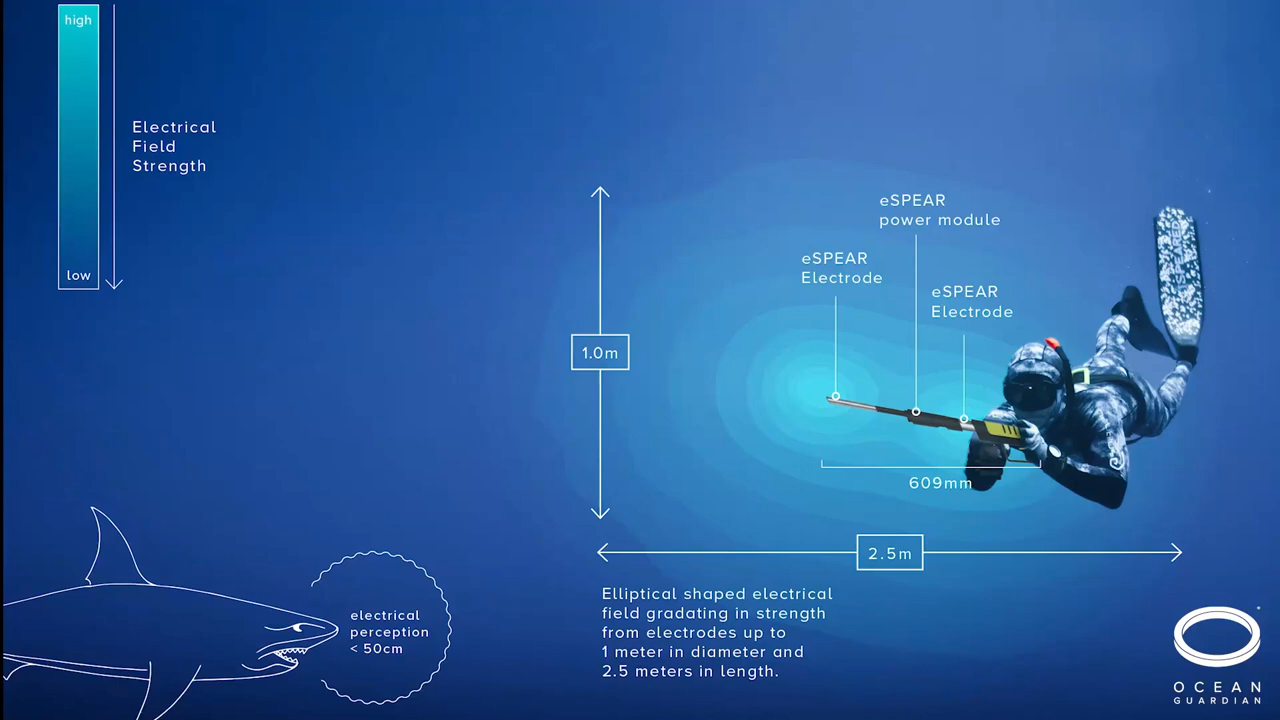 high
low
Electrical
Field
Strength
eSPEAR
power module
eSPEAR
Electrode
eSPEAR
Electrode
1.0m
609mm
2.5m
Elliptical shaped electrical
field gradating in strength
from electrodes up to
1 meter in diameter and
2.5 meters in length.
electrical
perception
< 50cm
OCEAN
GUARDIAN